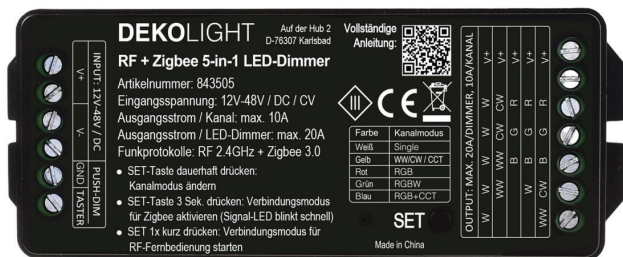 DEKOLIGHT
Auf der Hub 2
D-76307 Karlsbad
Vollständige
Anleitung:
RF + Zigbee 5-in-1 LED-Dimmer
Artikelnummer: 843505
Eingangsspannung: 12V-48V / DC / CV
Ausgangsstrom / Kanal: max. 10A
Ausgangsstrom / LED-Dimmer: max. 20A
Funkprotokolle: RF 2.4GHz + Zigbee 3.0
• SET-Taste dauerhaft drücken:
Kanalmodus ändern
• SET-Taste 3 Sek. drücken: Verbindungsmodus
für Zigbee aktivieren (Signal-LED blinkt schnell)
• SET 1x kurz drücken: Verbindungsmodus für
RF-Fernbedienung starten
V+
V-
INPUT: 12V-48V / DC
GND
TASTER
PUSH-DIM
III
CE
Farbe Kanalmodus
Weiß Single
Gelb WW/CW / CCT
Rot RGB
Grün RGBW
Blau RGB+CCT
SET
Made in China
OUTPUT: MAX. 20A/DIMMER, 10A/KANAL
W W W W V+
WW WW CW CW V+
B G R V+
W B G R V+
WW CW B G R V+